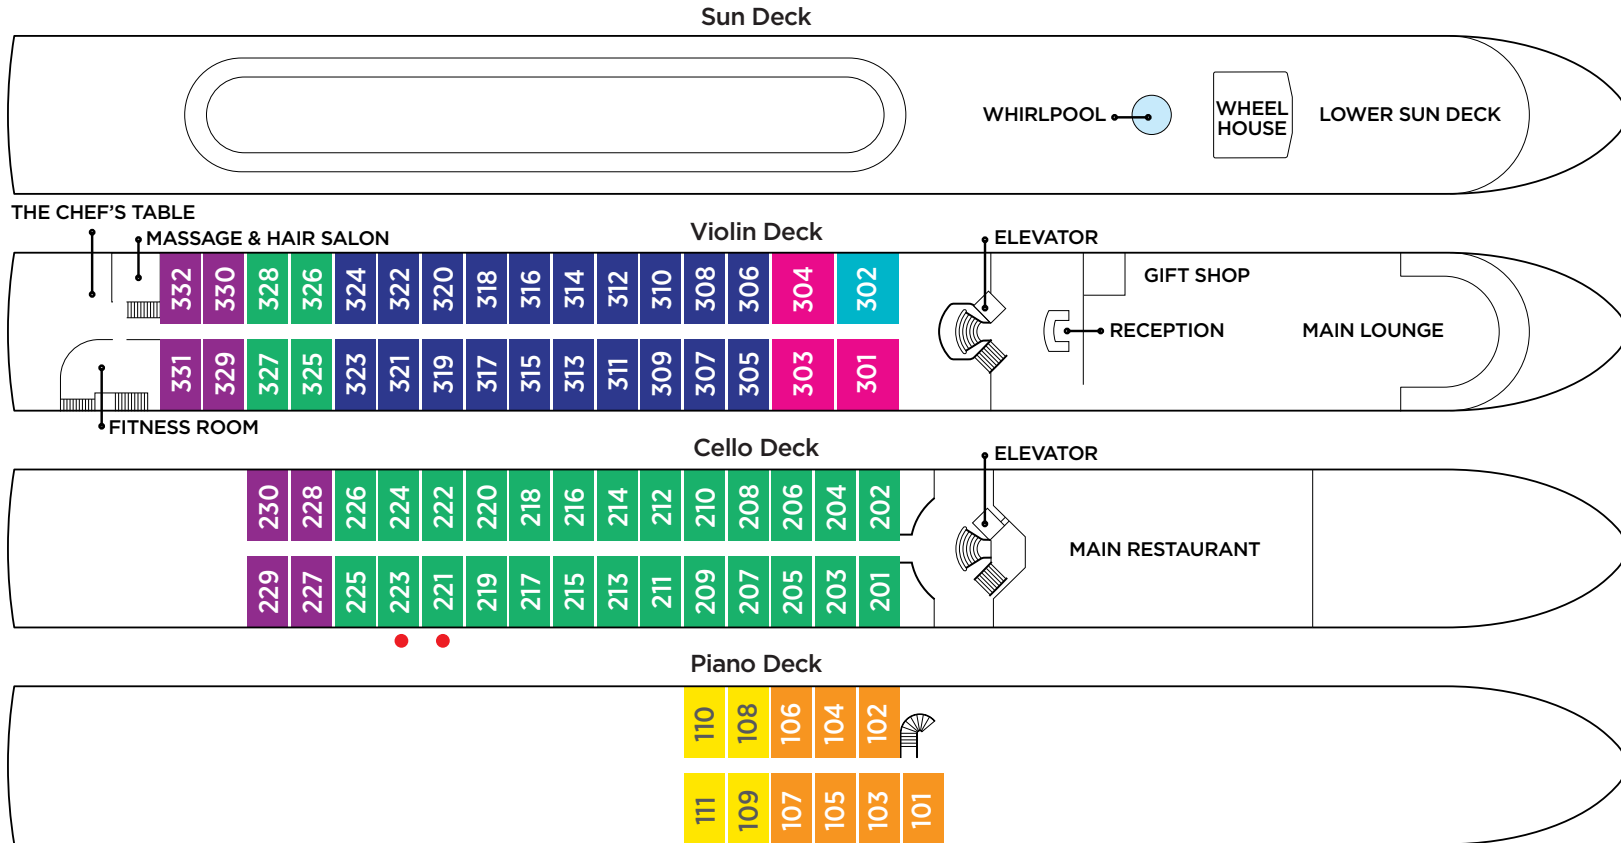 Sun Deck
WHIRLPOOL
WHEEL
HOUSE
LOWER SUN DECK
THE CHEF'S TABLE
MASSAGE & HAIR SALON
Violin Deck
ELEVATOR
332 330 328 326 324 322 320 318 316 314 312 310 308 306 304 302
GIFT SHOP
RECEPTION
MAIN LOUNGE
331 329 327 325 323 321 319 317 315 313 311 309 307 305 303 301
FITNESS ROOM
Cello Deck
ELEVATOR
230 228 226 224 222 220 218 216 214 212 210 208 206 204 202
MAIN RESTAURANT
229 227 225 223 221 219 217 215 213 211 209 207 205 203 201
Piano Deck
110 108 106 104 102
111 109 107 105 103 101